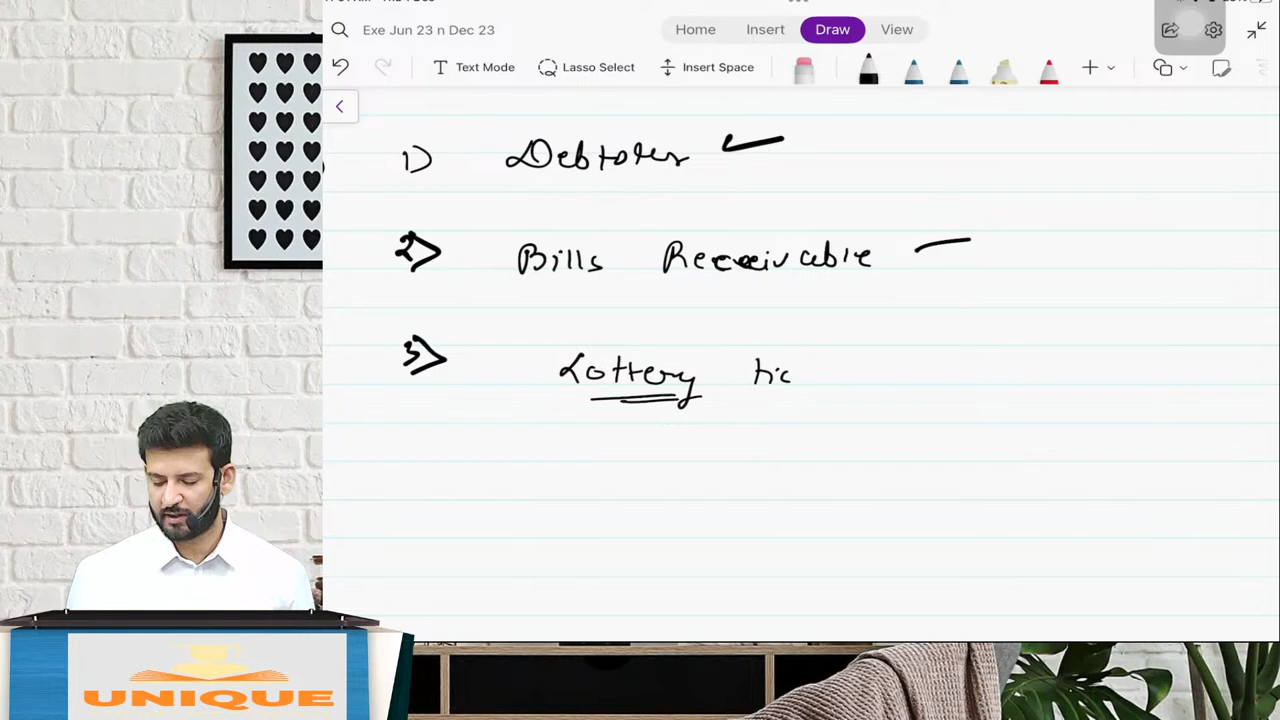 Exe Jun 23 n Dec 23
Home Insert Draw View
Text Mode Lasso Select Insert Space
1) Debtors
2) Bills Receivable
3) Lottery tic
UNIQUE